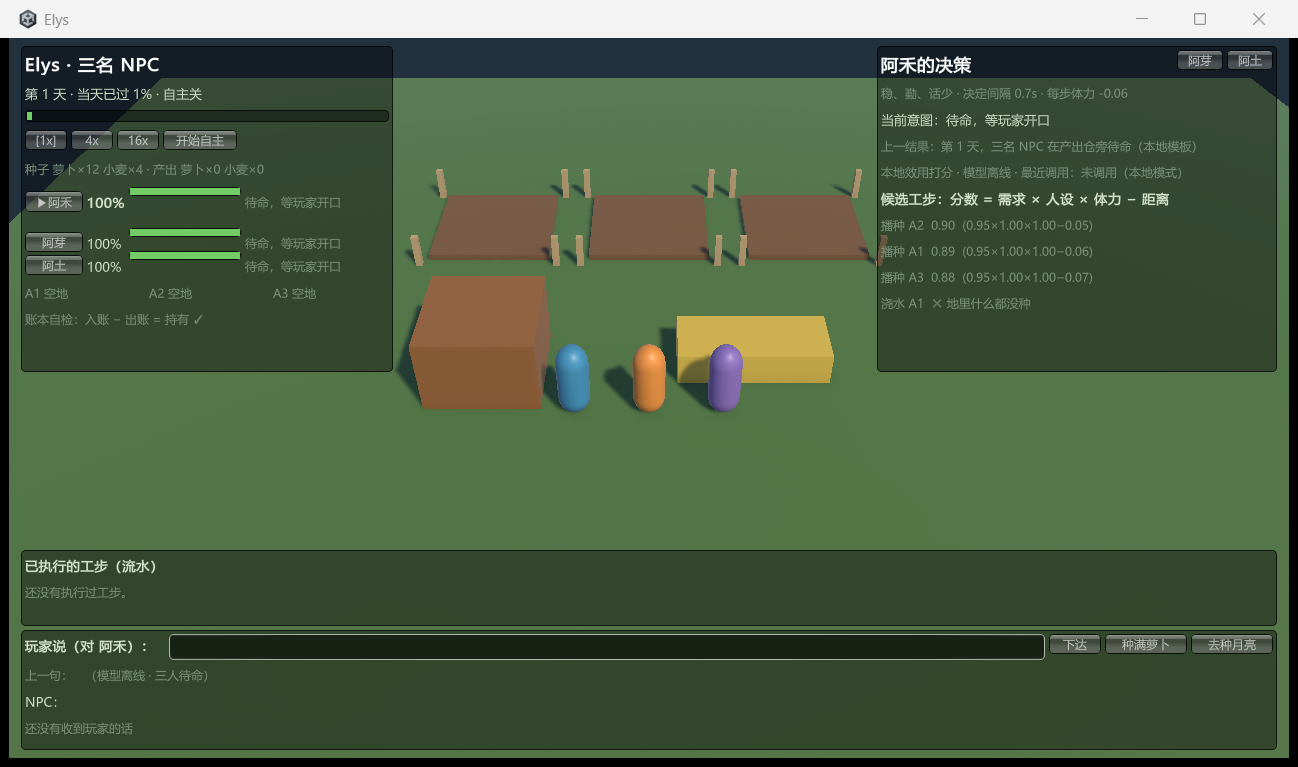 Elys
Elys · 三名 NPC
第 1 天 · 当天已过 1% · 自主关
[1x] 4x 16x 开始自主
种子 萝卜×12 小麦×4 · 产出 萝卜×0 小麦×0
▶阿禾 100% 待命，等玩家开口
阿芽 100% 待命，等玩家开口
阿土 100% 待命，等玩家开口
A1 空地 A2 空地 A3 空地
账本自检：入账 − 出账 = 持有 ✓
阿禾的决策 阿芽 阿土
稳、勤、话少 · 决定间隔 0.7s · 每步体力 -0.06
当前意图：待命，等玩家开口
上一结果：第 1 天，三名 NPC 在产出仓旁待命（本地模板）
本地效用打分 · 模型离线 · 最近调用：未调用（本地模式）
候选工步：分数 = 需求 × 人设 × 体力 − 距离
播种 A2 0.90 (0.95×1.00×1.00−0.05)
播种 A1 0.89 (0.95×1.00×1.00−0.06)
播种 A3 0.88 (0.95×1.00×1.00−0.07)
浇水 A1 × 地里什么都没种
已执行的工步（流水）
还没有执行过工步。
玩家说（对 阿禾）： 下达 种满萝卜 去种月亮
上一句： （模型离线 · 三人待命）
NPC：
还没有收到玩家的话